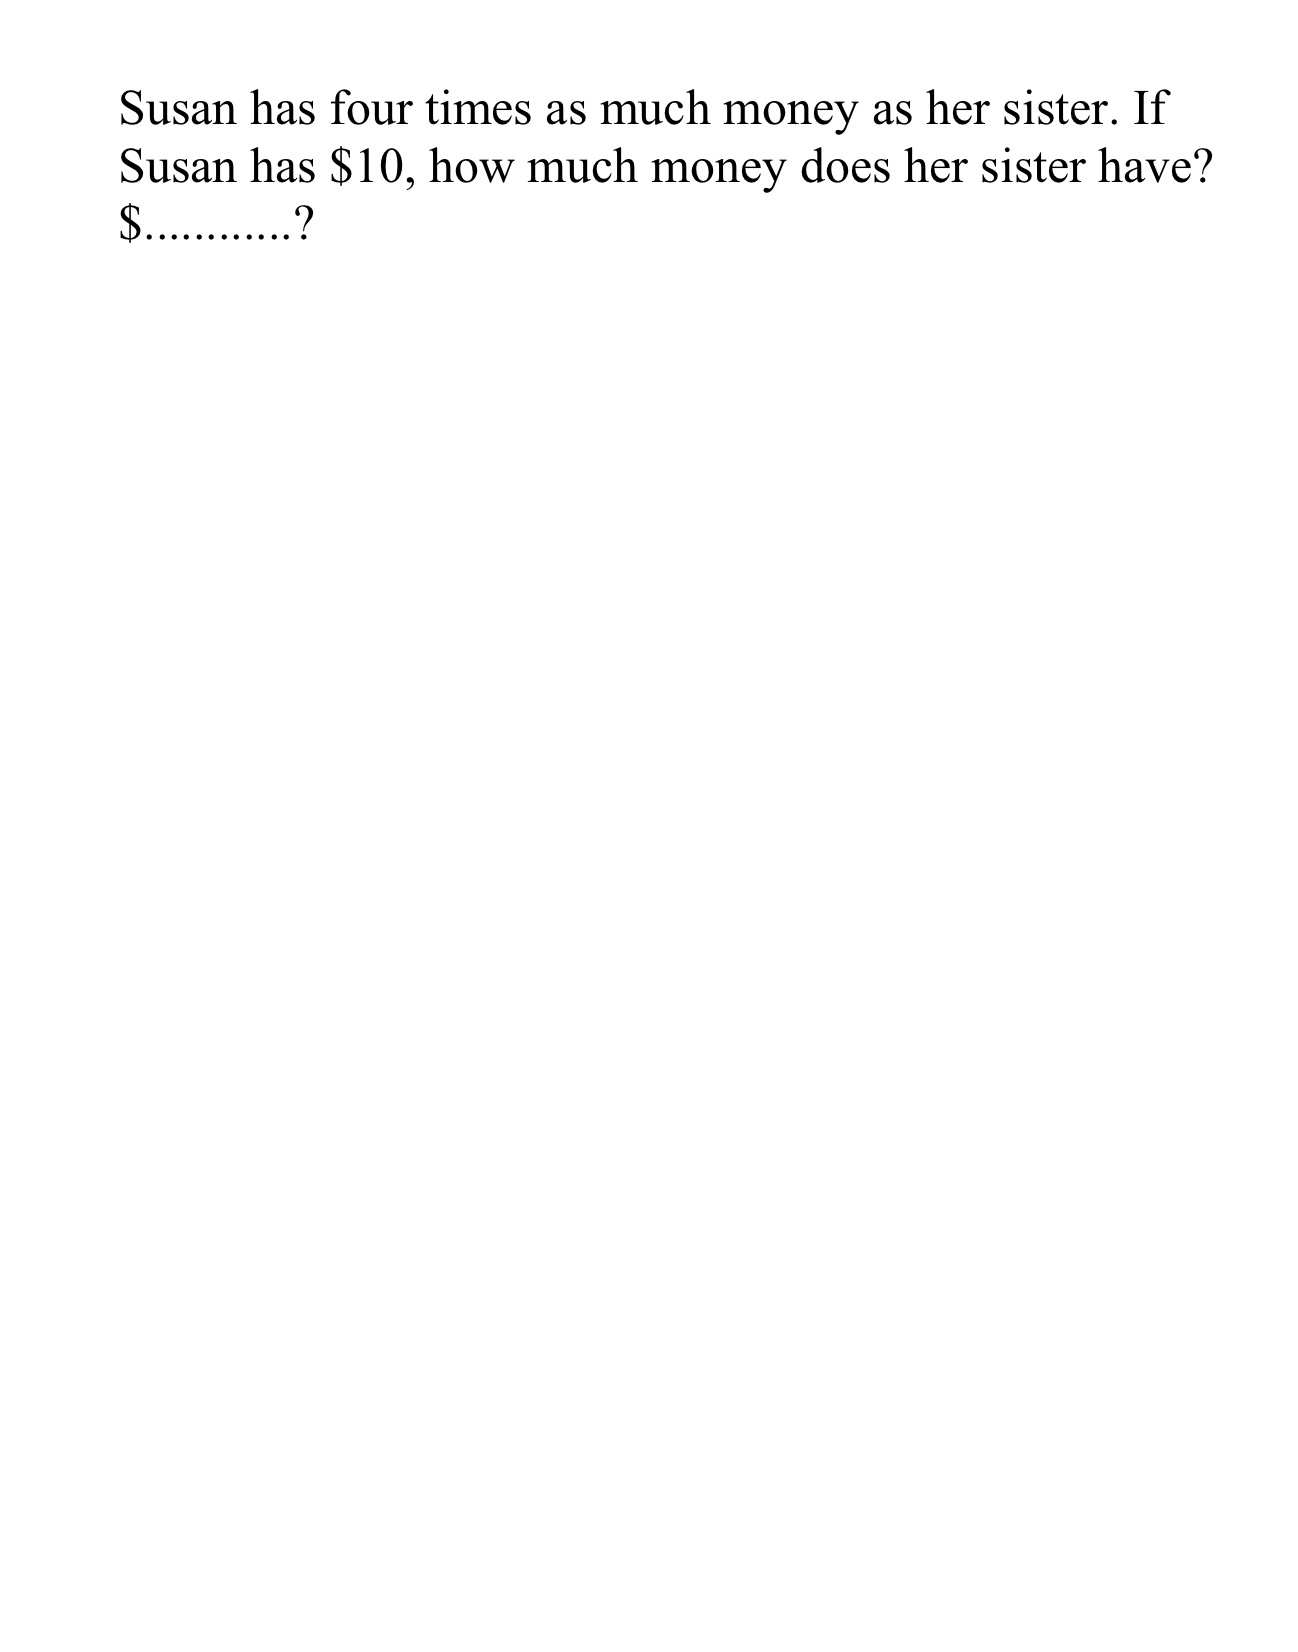 Susan has four times as much money as her sister. If
Susan has $10, how much money does her sister have?
$............?